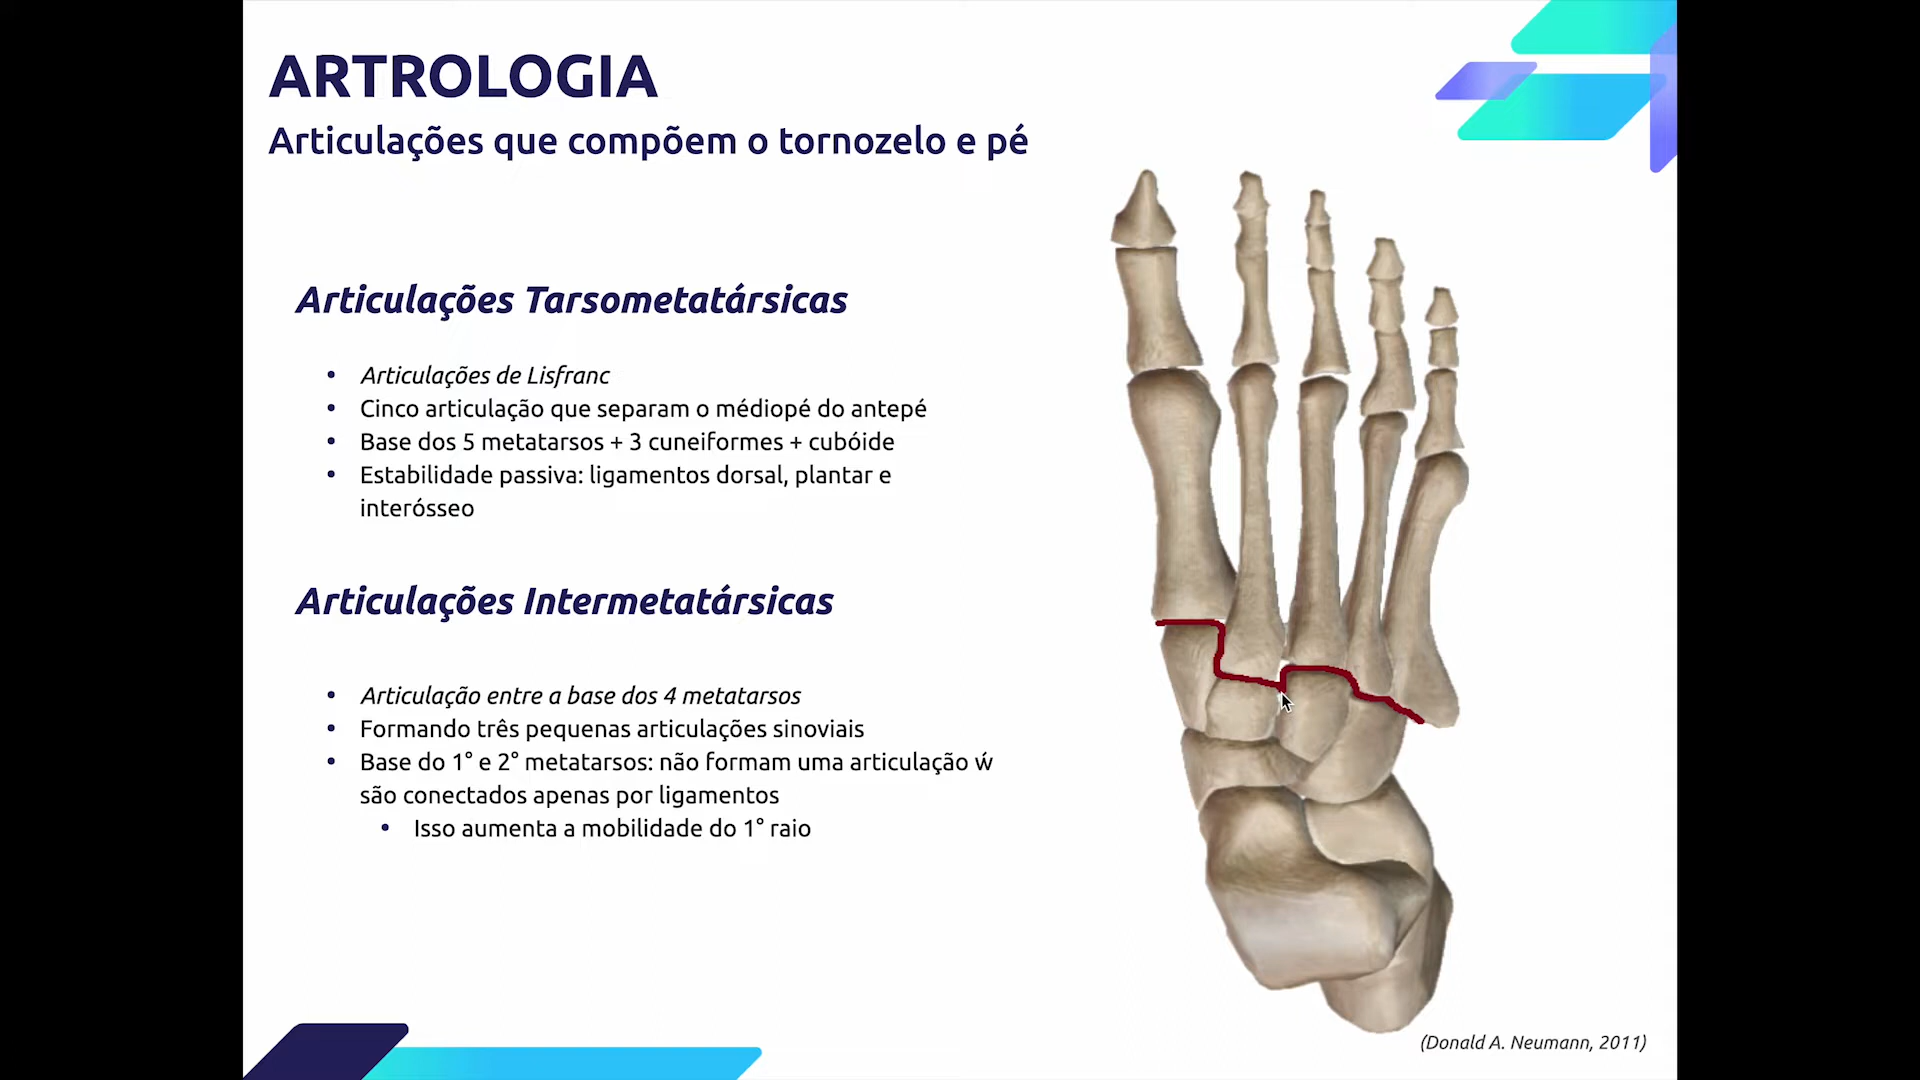 ARTROLOGIA
Articulações que compõem o tornozelo e pé
Articulações Tarsometatársicas
• Articulações de Lisfranc
• Cinco articulação que separam o médiopé do antepé
• Base dos 5 metatarsos + 3 cuneiformes + cubóide
• Estabilidade passiva: ligamentos dorsal, plantar e
interósseo
Articulações Intermetatársicas
• Articulação entre a base dos 4 metatarsos
• Formando três pequenas articulações sinoviais
• Base do 1° e 2° metatarsos: não formam uma articulação ẃ
são conectados apenas por ligamentos
• Isso aumenta a mobilidade do 1° raio
(Donald A. Neumann, 2011)